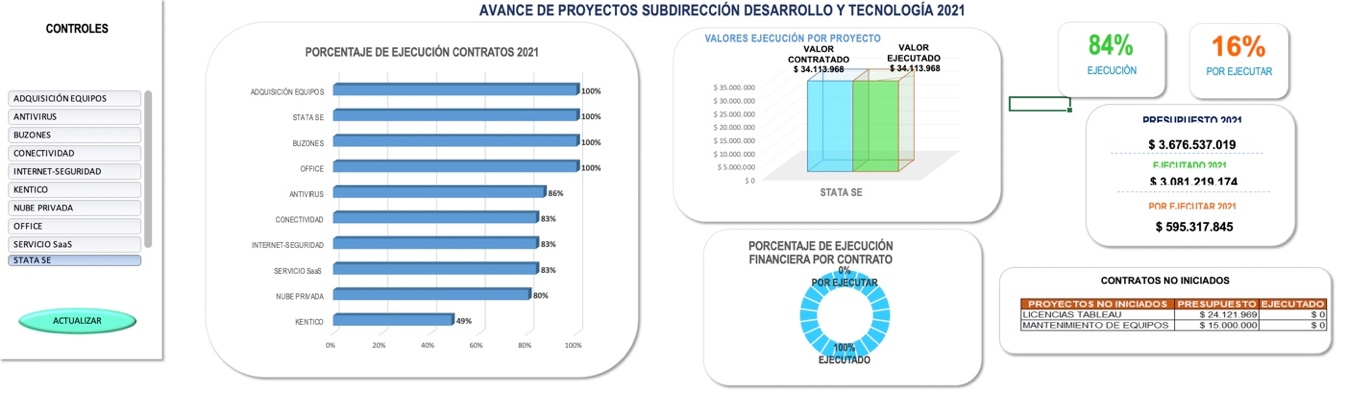 AVANCE DE PROYECTOS SUBDIRECCIÓN DESARROLLO Y TECNOLOGÍA 2021
CONTROLES
ADQUISICIÓN EQUIPOS
ANTIVIRUS
BUZONES
CONECTIVIDAD
INTERNET-SEGURIDAD
KENTICO
NUBE PRIVADA
OFFICE
SERVICIO SaaS
STATA SE
ACTUALIZAR
PORCENTAJE DE EJECUCIÓN CONTRATOS 2021
ADQUISICIÓN EQUIPOS 100%
STATA SE 100%
BUZONES 100%
OFFICE 100%
ANTIVIRUS 86%
CONECTIVIDAD 83%
INTERNET-SEGURIDAD 83%
SERVICIO SaaS 83%
NUBE PRIVADA 80%
KENTICO 49%
0% 20% 40% 60% 80% 100%
VALORES EJECUCIÓN POR PROYECTO
VALOR
CONTRATADO
$ 34.113.968
VALOR
EJECUTADO
$ 34.113.968
$ 35.000.000
$ 30.000.000
$ 25.000.000
$ 20.000.000
$ 15.000.000
$ 10.000.000
$ 5.000.000
$ 0
STATA SE
PORCENTAJE DE EJECUCIÓN
FINANCIERA POR CONTRATO
0%
POR EJECUTAR
100%
EJECUTADO
84%
EJECUCIÓN
16%
POR EJECUTAR
PRESUPUESTO 2021
$ 3.676.537.019
EJECUTADO 2021
$ 3.081.219.174
POR EJECUTAR 2021
$ 595.317.845
CONTRATOS NO INICIADOS
PROYECTOS NO INICIADOS PRESUPUESTO EJECUTADO
LICENCIAS TABLEAU $ 24.121.969 $ 0
MANTENIMIENTO DE EQUIPOS $ 15.000.000 $ 0